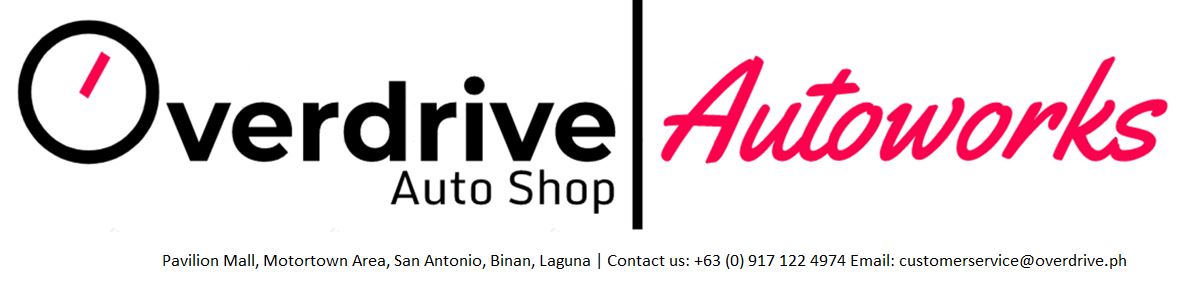 Overdrive
Auto Shop
Autoworks
Pavilion Mall, Motortown Area, San Antonio, Binan, Laguna | Contact us: +63 (0) 917 122 4974 Email: customerservice@overdrive.ph